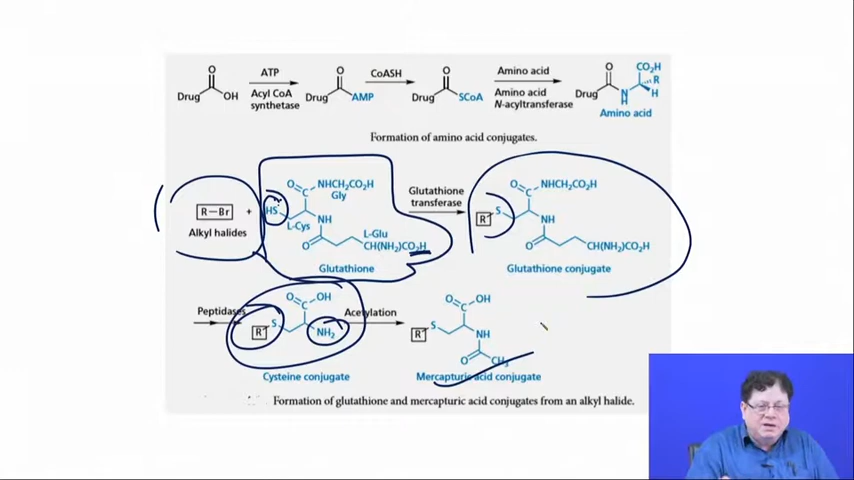 O
ATP
O
CoASH
O
Amino acid
O
CO₂H
R
Drug
OH
Acyl CoA
synthetase
Drug
AMP
Drug
SCoA
Amino acid
N-acyltransferase
Drug
N
H
H
Amino acid
Formation of amino acid conjugates.
R—Br
+
Alkyl halides
O
C
NHCH₂CO₂H
Gly
HS
L-Cys
NH
L-Glu
O
CH(NH₂)CO₂H
Glutathione
Glutathione
transferase
O
C
NHCH₂CO₂H
R
S
NH
O
CH(NH₂)CO₂H
Glutathione conjugate
Peptidases
O
C
OH
R
S
NH₂
Cysteine conjugate
Acetylation
O
C
OH
R
S
NH
C
O
CH₃
Mercapturic acid conjugate
Formation of glutathione and mercapturic acid conjugates from an alkyl halide.